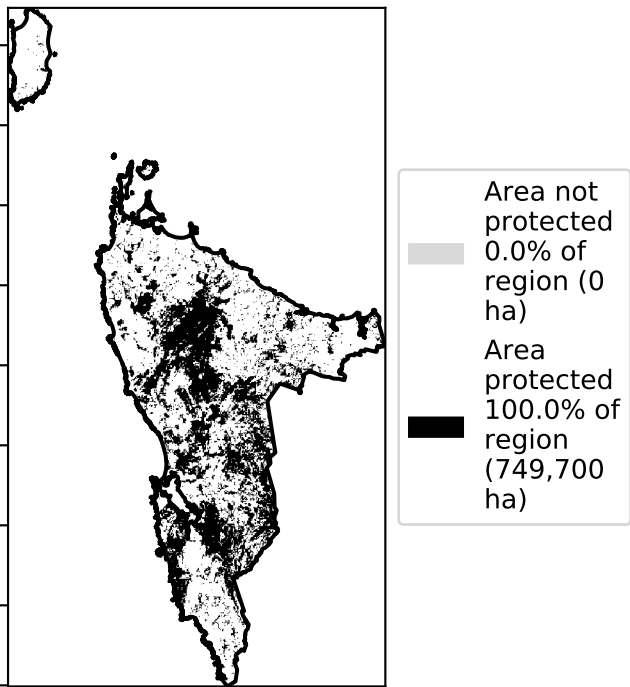 Area not
protected
0.0% of
region (0
ha)
Area
protected
100.0% of
region
(749,700
ha)